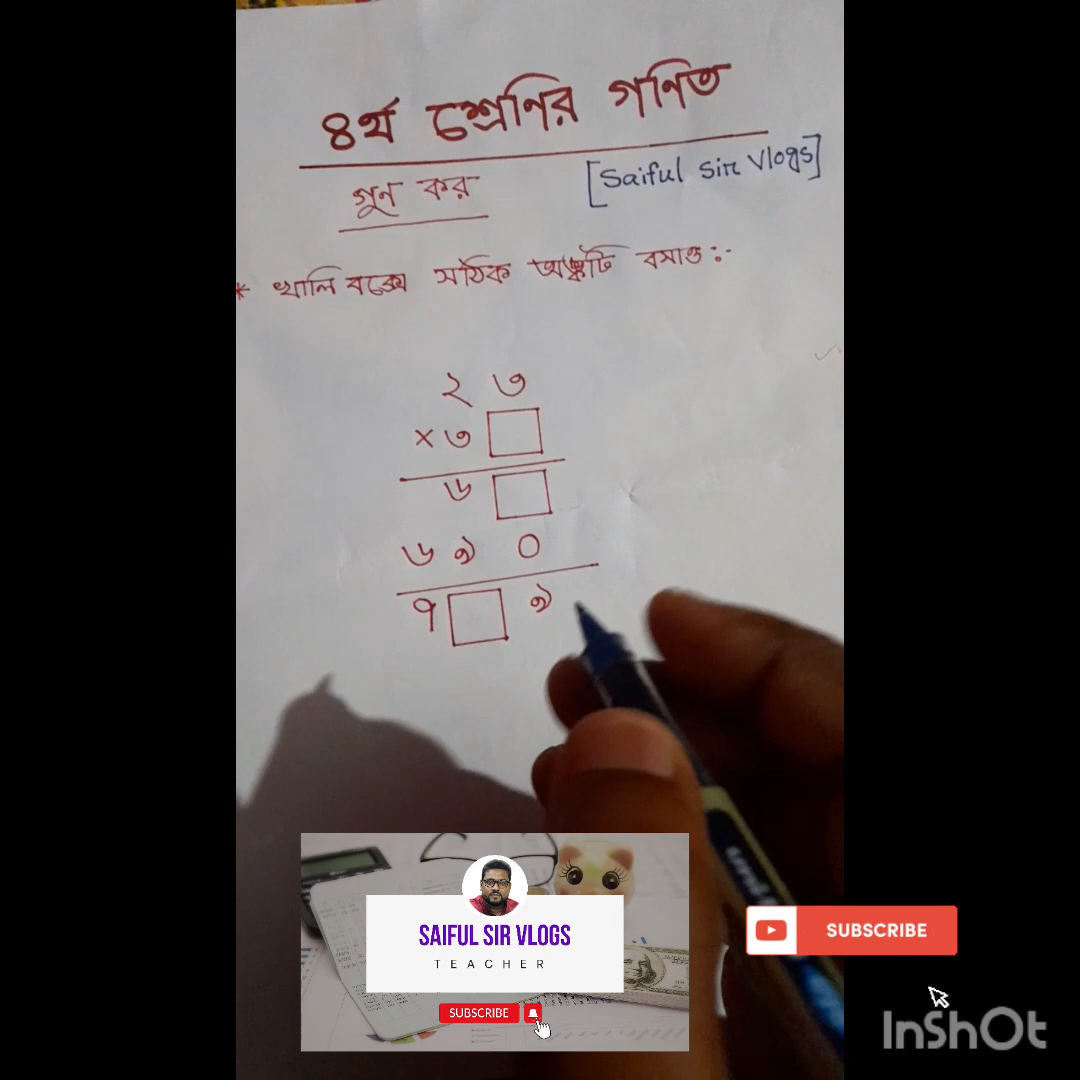 ৪র্থ শ্রেনির গনিত
গুন কর
[Saiful Sir Vlogs]
* খালি বক্সে সঠিক অঙ্কটি বসাও :-
২ ৩
× ৩ □
৬ □
৬ ৯ ০
৭ □ ৯
SAIFUL SIR VLOGS
TEACHER
SUBSCRIBE
SUBSCRIBE
InShOt